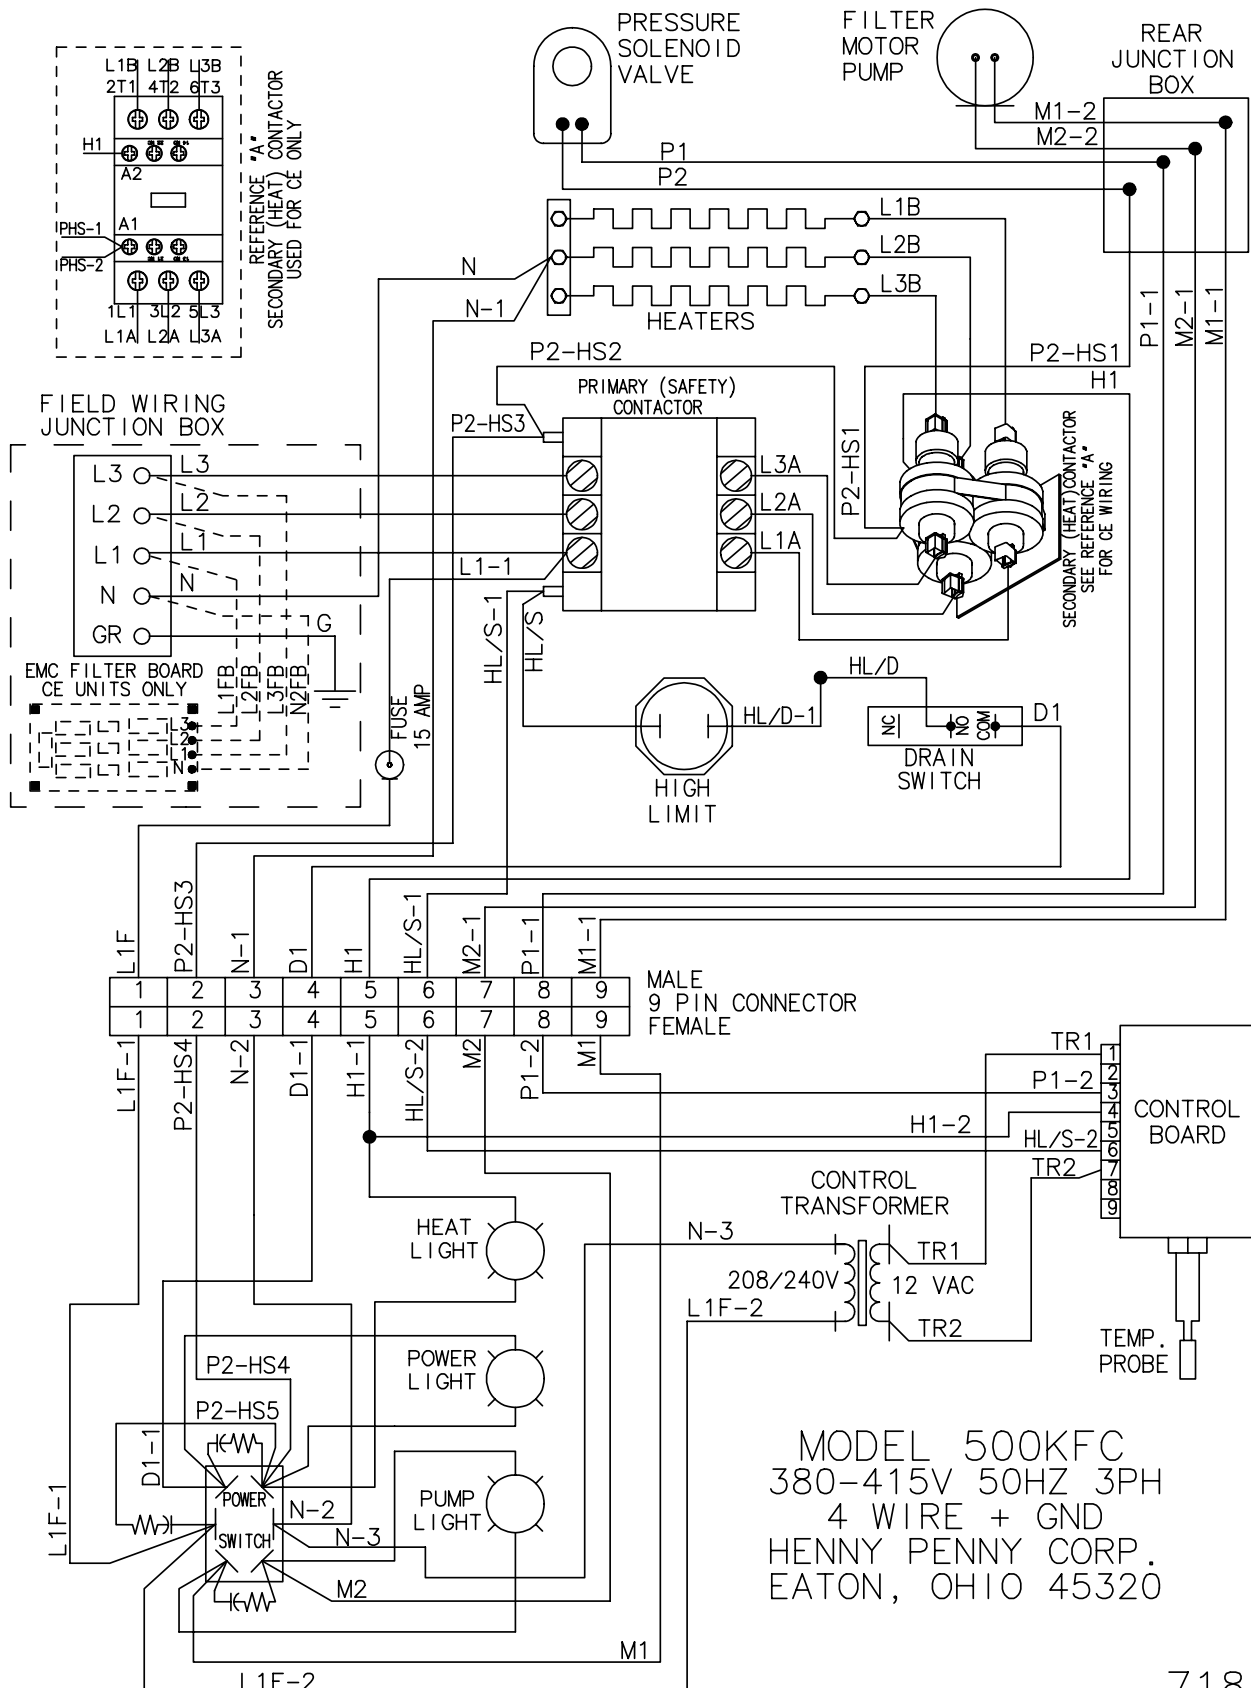 PRESSURE
SOLENOID
VALVE
FILTER
MOTOR
PUMP
REAR
JUNCTION
BOX
M1-2
M2-2
P1
P2
L1B L2B L3B
2T1 4T2 6T3
H1
A2
A1
PHS-1
PHS-2
1L1 3L2 5L3
L1A L2A L3A
REFERENCE "A"
SECONDARY (HEAT) CONTACTOR
USED FOR CE ONLY
L1B
L2B
L3B
HEATERS
N
N-1
P1-1
M2-1
M1-1
P2-HS2
P2-HS1
H1
PRIMARY (SAFETY)
CONTACTOR
P2-HS3
P2-HS1
L3A
L2A
L1A
SECONDARY (HEAT) CONTACTOR
SEE REFERENCE "A"
FOR CE WIRING
FIELD WIRING
JUNCTION BOX
L3 L3
L2 L2
L1 L1
N N
GR G
L1-1
HL/S-1
HL/S
EMC FILTER BOARD
CE UNITS ONLY
L1FB
L2FB
L3FB
N2FB
L3
L2
L1
N
FUSE
15 AMP
HL/D
HL/D-1
HIGH
LIMIT
NC
NO
COM
D1
DRAIN
SWITCH
L1F
P2-HS3
N-1
D1
H1
HL/S-1
M2-1
P1-1
M1-1
1 2 3 4 5 6 7 8 9
1 2 3 4 5 6 7 8 9
MALE
9 PIN CONNECTOR
FEMALE
L1F-1
P2-HS4
N-2
D1-1
H1-1
HL/S-2
M2
P1-2
M1
TR1
P1-2
H1-2
HL/S-2
TR2
1
2
3
4
5
6
7
8
9
CONTROL
BOARD
CONTROL
TRANSFORMER
N-3
208/240V
L1F-2
TR1
12 VAC
TR2
TEMP.
PROBE
HEAT
LIGHT
POWER
LIGHT
PUMP
LIGHT
P2-HS4
P2-HS5
D1-1
L1F-1
POWER
SWITCH
N-2
N-3
M2
M1
L1F-2
MODEL 500KFC
380-415V 50HZ 3PH
4 WIRE + GND
HENNY PENNY CORP.
EATON, OHIO 45320
718